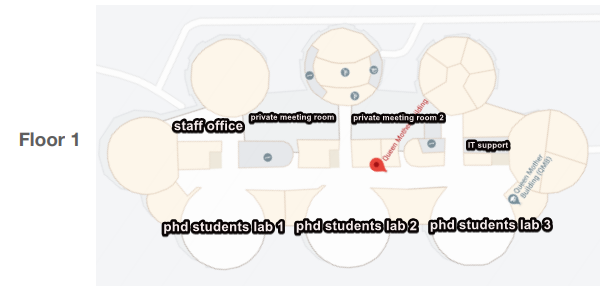 Floor 1
staff office
private meeting room
private meeting room 2
Queen Mother Building
IT support
Queen Mother
Building (QMB)
phd students lab 1
phd students lab 2
phd students lab 3